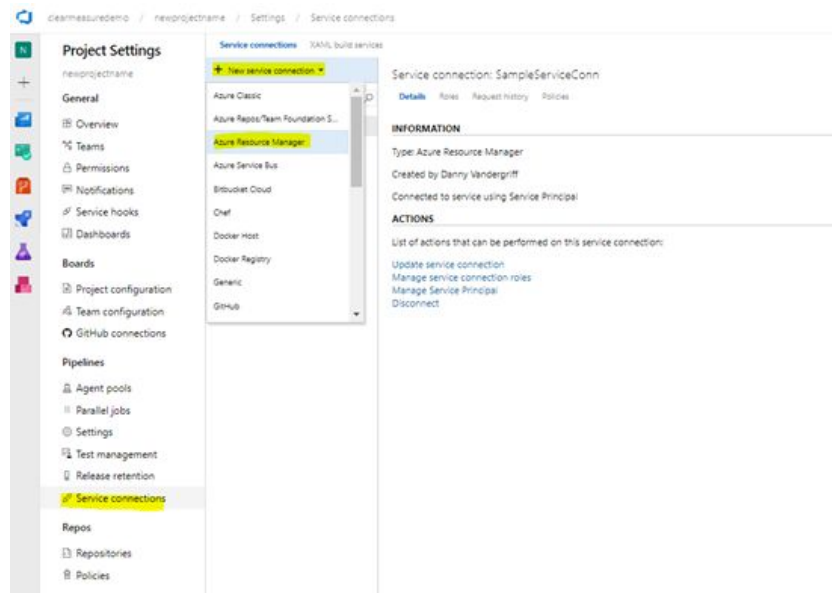 clearmeasuredemo / newprojectname / Settings / Service connections
N
Project Settings
newprojectname
General
Overview
Teams
Permissions
Notifications
Service hooks
Dashboards
Boards
Project configuration
Team configuration
GitHub connections
Pipelines
Agent pools
Parallel jobs
Settings
Test management
Release retention
Service connections
Repos
Repositories
Policies
Service connections XAML build services
+ New service connection
Azure Classic
Azure Repos/Team Foundation S...
Azure Resource Manager
Azure Service Bus
Bitbucket Cloud
Chef
Docker Host
Docker Registry
Generic
GitHub
Service connection: SampleServiceConn
Details Roles Request history Policies
INFORMATION
Type: Azure Resource Manager
Created by Danny Vandergriff
Connected to service using Service Principal
ACTIONS
List of actions that can be performed on this service connection:
Update service connection
Manage service connection roles
Manage Service Principal
Disconnect